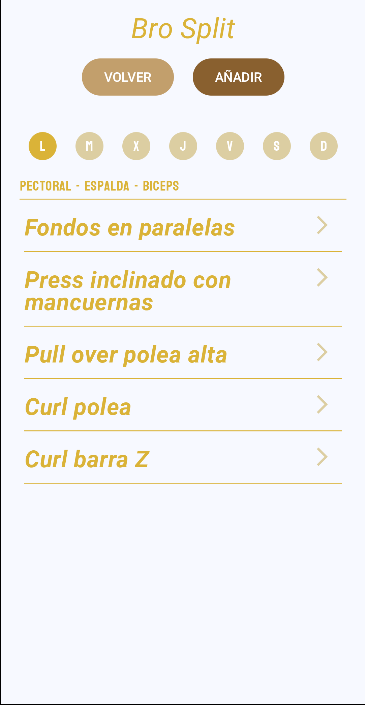 Bro Split
VOLVER AÑADIR
L M X J V S D
PECTORAL - ESPALDA - BICEPS
Fondos en paralelas
Press inclinado con
mancuernas
Pull over polea alta
Curl polea
Curl barra Z